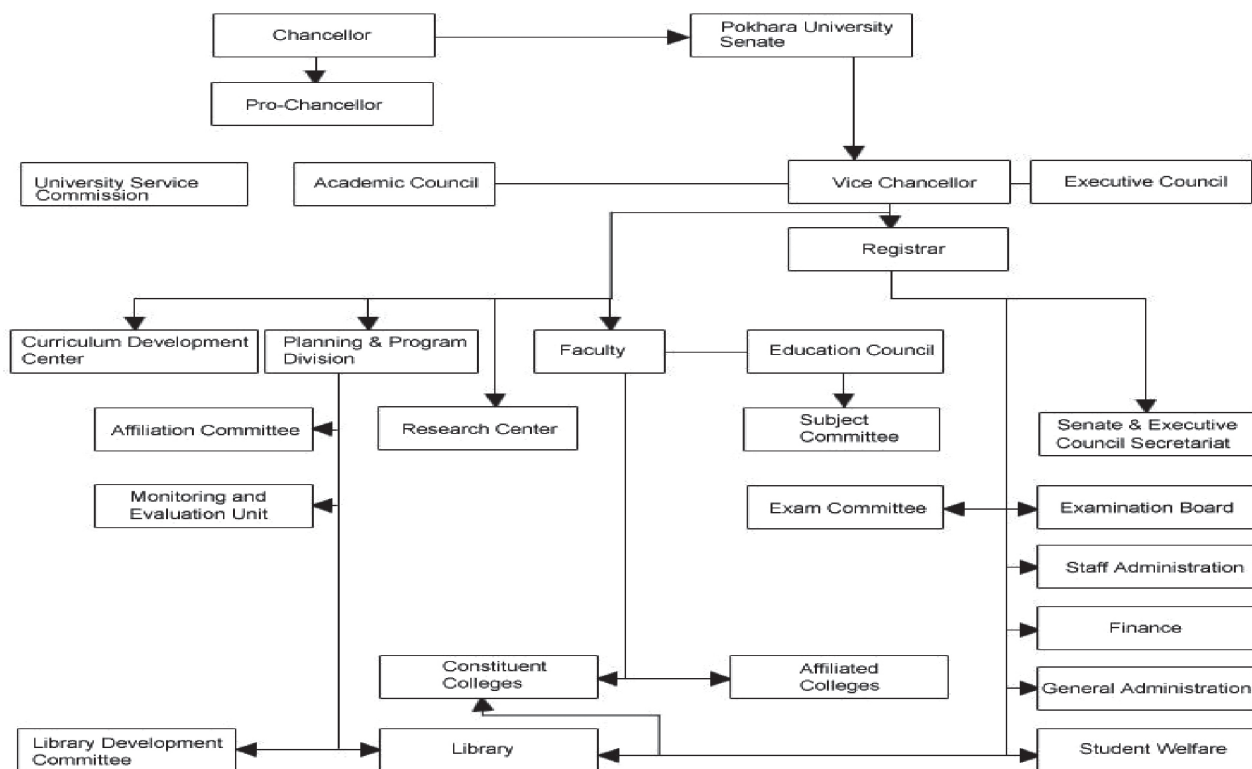 Chancellor
Pokhara University
Senate
Pro-Chancellor
University Service
Commission
Academic Council
Vice Chancellor
Executive Council
Registrar
Curriculum Development
Center
Planning & Program
Division
Faculty
Education Council
Affiliation Committee
Research Center
Subject
Committee
Senate & Executive
Council Secretariat
Monitoring and
Evaluation Unit
Exam Committee
Examination Board
Staff Administration
Finance
Constituent
Colleges
Affiliated
Colleges
General Administration
Library Development
Committee
Library
Student Welfare